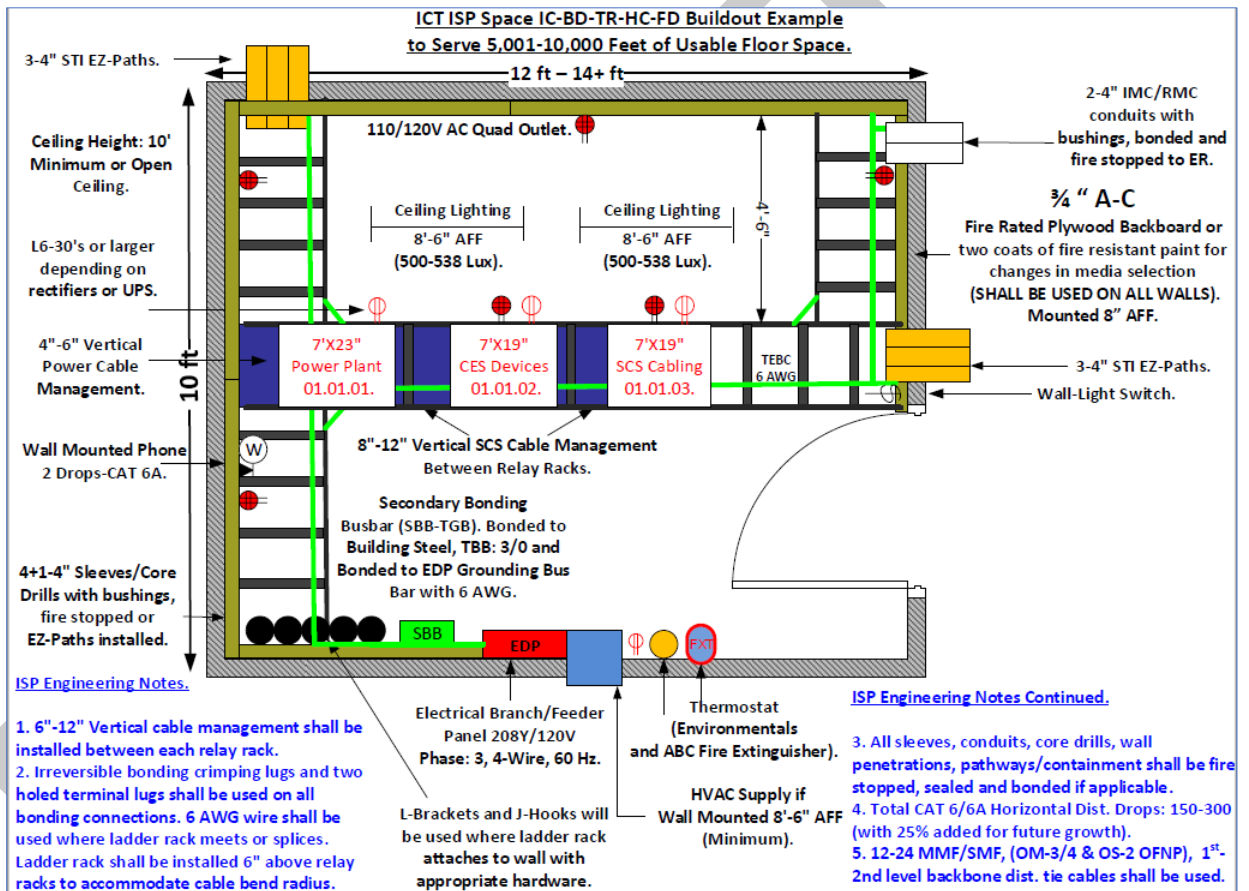 ICT ISP Space IC-BD-TR-HC-FD Buildout Example
to Serve 5,001-10,000 Feet of Usable Floor Space.
3-4" STI EZ-Paths.
12 ft – 14+ ft
2-4" IMC/RMC
conduits with
bushings, bonded and
fire stopped to ER.
110/120V AC Quad Outlet.
Ceiling Height: 10'
Minimum or Open
Ceiling.
¾ “ A-C
Fire Rated Plywood Backboard or
two coats of fire resistant paint for
changes in media selection
(SHALL BE USED ON ALL WALLS).
Mounted 8” AFF.
4'-6"
Ceiling Lighting
8'-6" AFF
(500-538 Lux).
Ceiling Lighting
8'-6" AFF
(500-538 Lux).
L6-30's or larger
depending on
rectifiers or UPS.
10 ft
4"-6" Vertical
Power Cable
Management.
7'X23"
Power Plant
01.01.01.
7'X19"
CES Devices
01.01.02.
7'X19"
SCS Cabling
01.01.03.
TEBC
6 AWG
3-4" STI EZ-Paths.
Wall-Light Switch.
8"-12" Vertical SCS Cable Management
Between Relay Racks.
W
Wall Mounted Phone
2 Drops-CAT 6A.
Secondary Bonding
Busbar (SBB-TGB). Bonded to
Building Steel, TBB: 3/0 and
Bonded to EDP Grounding Bus
Bar with 6 AWG.
4+1-4" Sleeves/Core
Drills with bushings,
fire stopped or
EZ-Paths installed.
SBB
EDP
FXT
ISP Engineering Notes.
1. 6"-12" Vertical cable management shall be
installed between each relay rack.
2. Irreversible bonding crimping lugs and two
holed terminal lugs shall be used on all
bonding connections. 6 AWG wire shall be
used where ladder rack meets or splices.
Ladder rack shall be installed 6" above relay
racks to accommodate cable bend radius.
Electrical Branch/Feeder
Panel 208Y/120V
Phase: 3, 4-Wire, 60 Hz.
L-Brackets and J-Hooks will
be used where ladder rack
attaches to wall with
appropriate hardware.
Thermostat
(Environmentals
and ABC Fire Extinguisher).
HVAC Supply if
Wall Mounted 8'-6" AFF
(Minimum).
ISP Engineering Notes Continued.
3. All sleeves, conduits, core drills, wall
penetrations, pathways/containment shall be fire
stopped, sealed and bonded if applicable.
4. Total CAT 6/6A Horizontal Dist. Drops: 150-300
(with 25% added for future growth).
5. 12-24 MMF/SMF, (OM-3/4 & OS-2 OFNP), 1st-
2nd level backbone dist. tie cables shall be used.